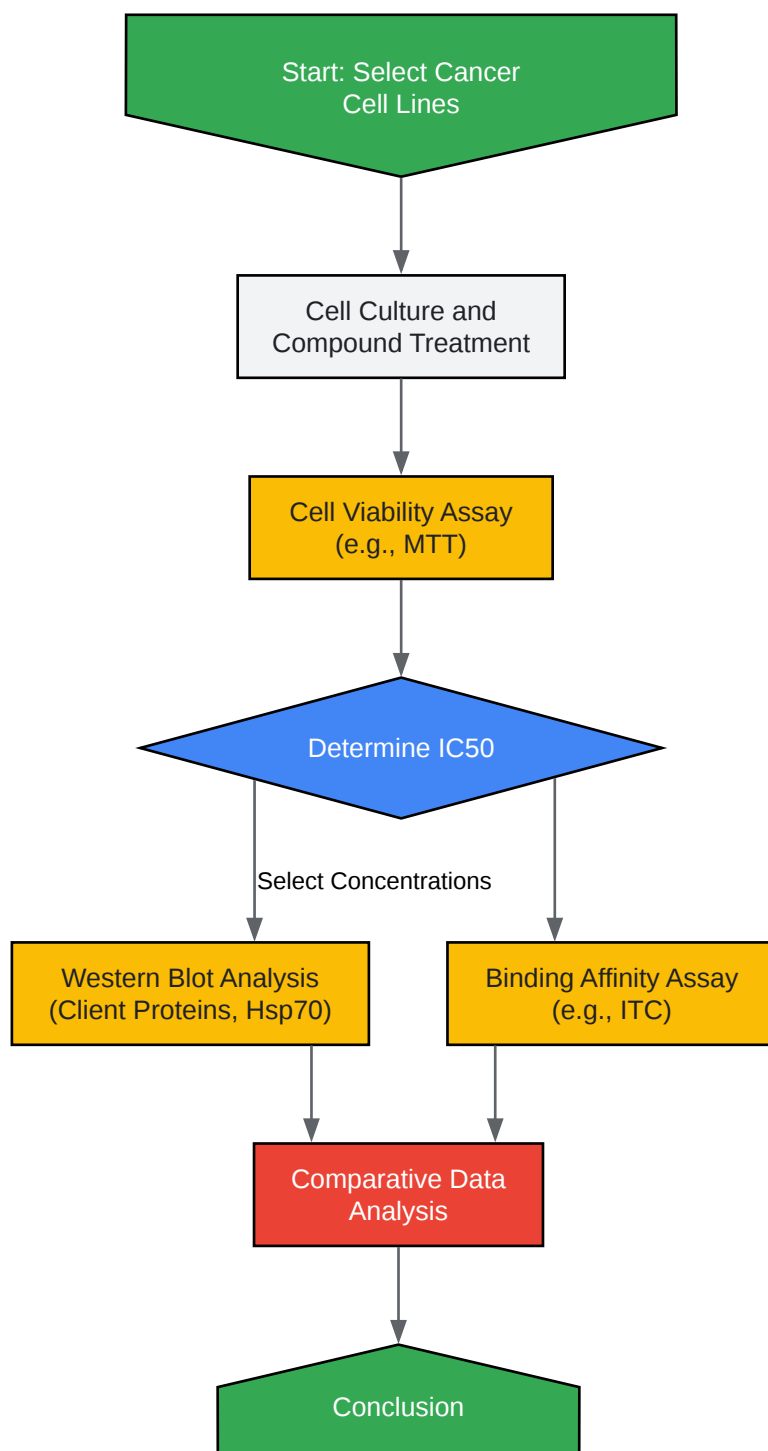 Start: Select Cancer
Cell Lines
Cell Culture and
Compound Treatment
Cell Viability Assay
(e.g., MTT)
Determine IC50
Select Concentrations
Western Blot Analysis
(Client Proteins, Hsp70)
Binding Affinity Assay
(e.g., ITC)
Comparative Data
Analysis
Conclusion